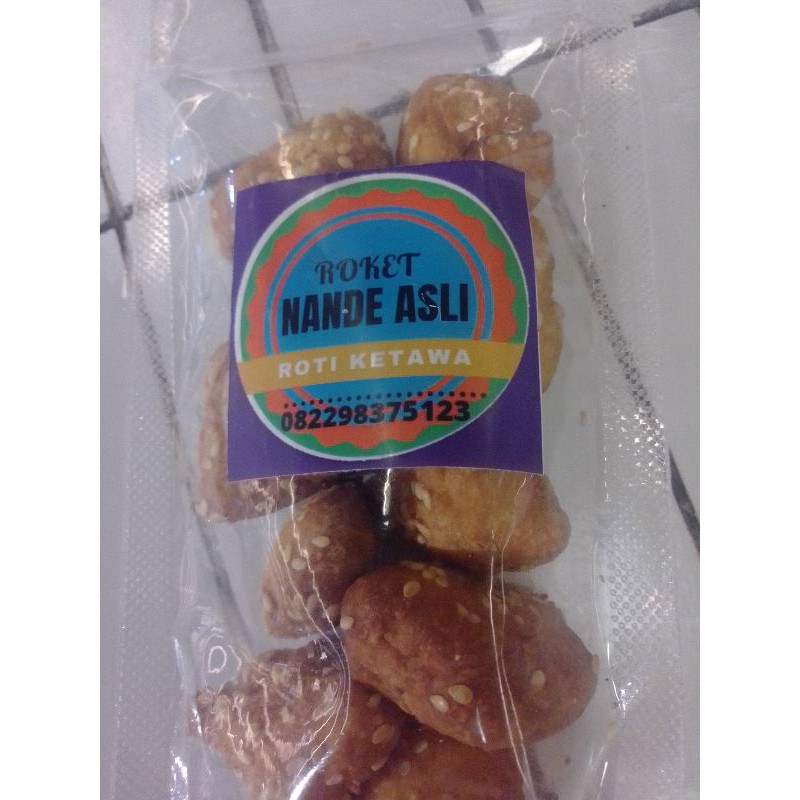 ROKET
NANDE ASLI
ROTI KETAWA
082298375123